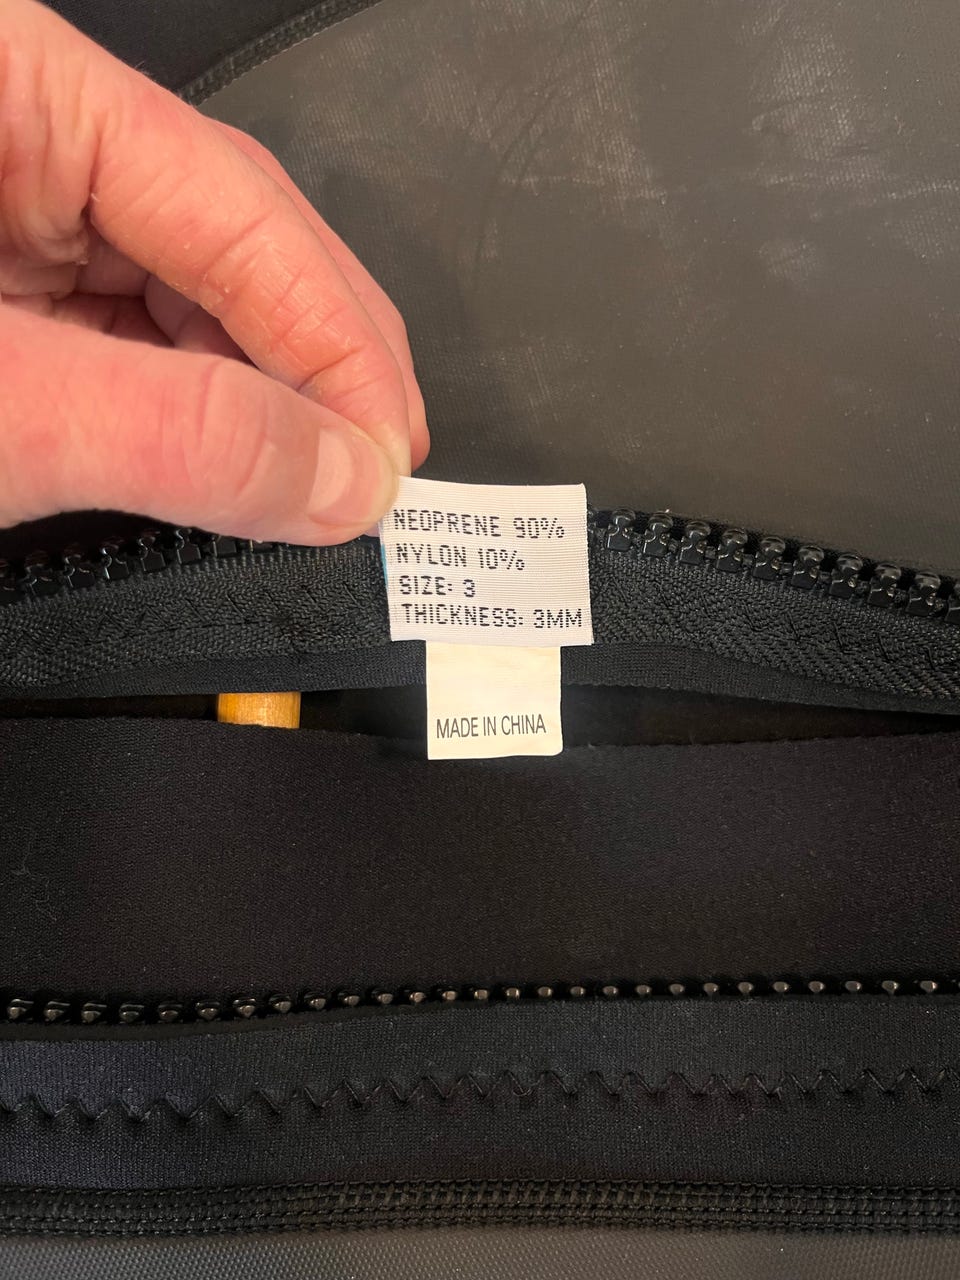 NEOPRENE 90%
NYLON 10%
SIZE: 3
THICKNESS: 3MM
MADE IN CHINA